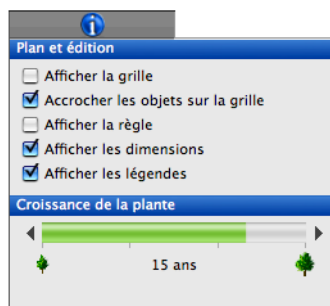 Plan et édition
Afficher la grille
Accrocher les objets sur la grille
Afficher la règle
Afficher les dimensions
Afficher les légendes
Croissance de la plante
15 ans